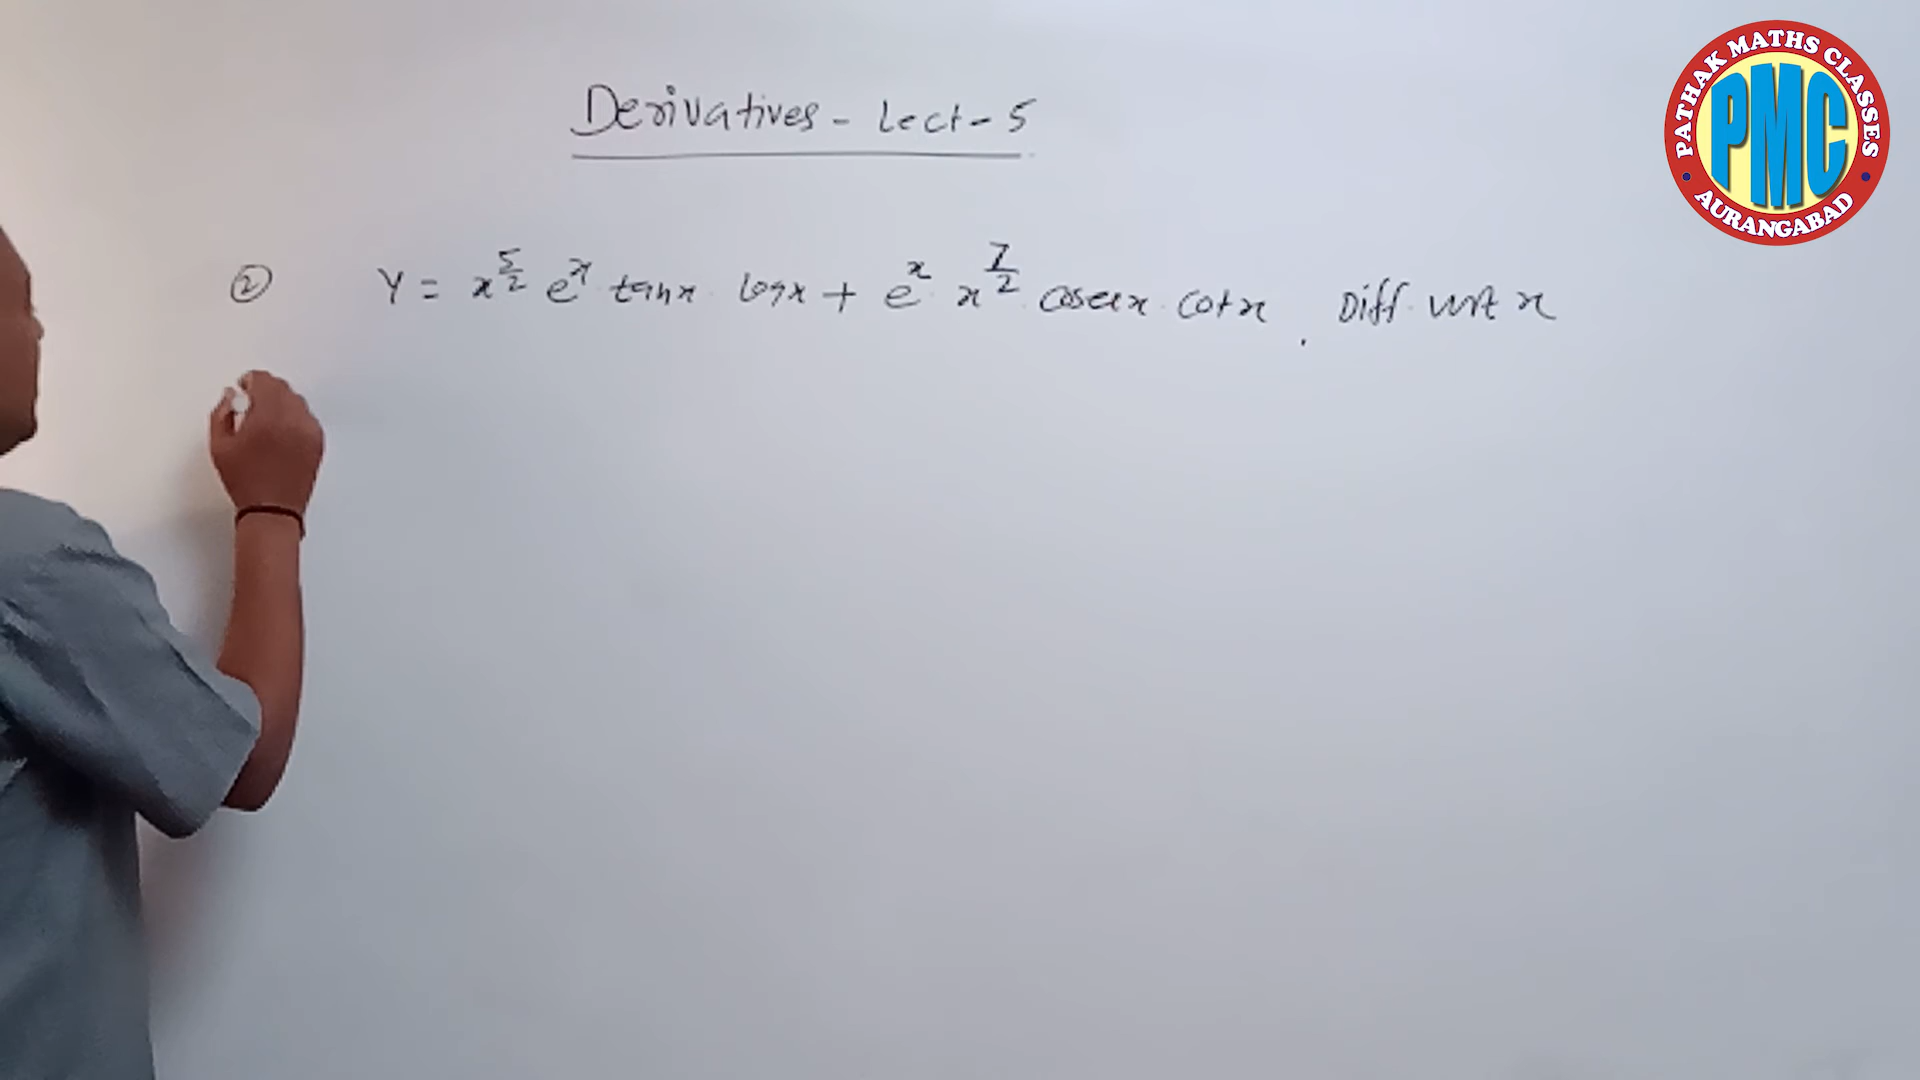 Derivatives - Lect - 5
② Y = x^{5/2} e^x tanx logx + e^x x^{7/2} cosecx cotx . Diff wrt x
PATHAK MATHS CLASSES
PMC
AURANGABAD